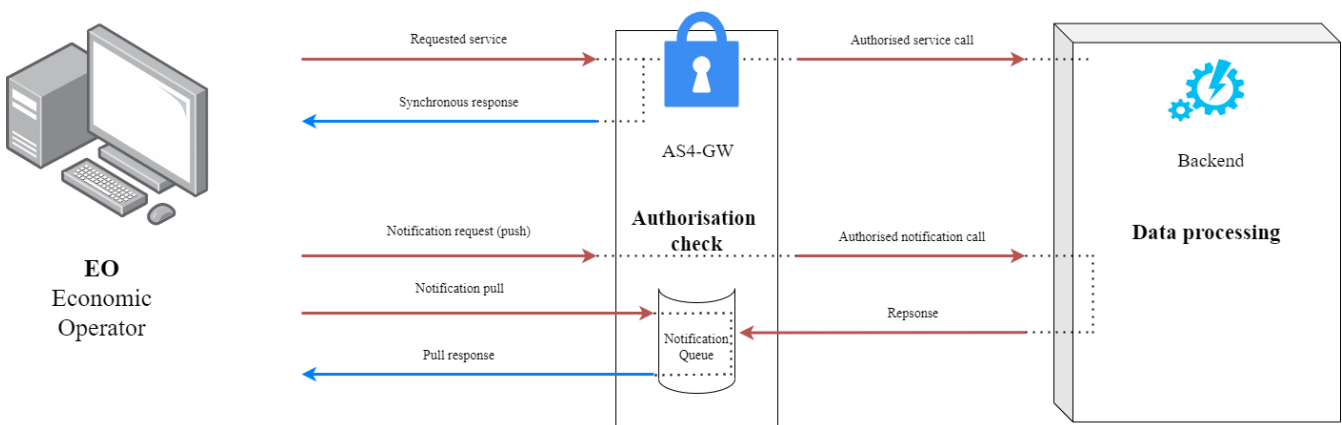 Requested service
Authorised service call
Synchronous response
AS4-GW
Backend
Authorisation
check
Notification request (push)
Authorised notification call
Data processing
EO
Economic
Operator
Notification pull
Repsonse
Notification
Queue
Pull response